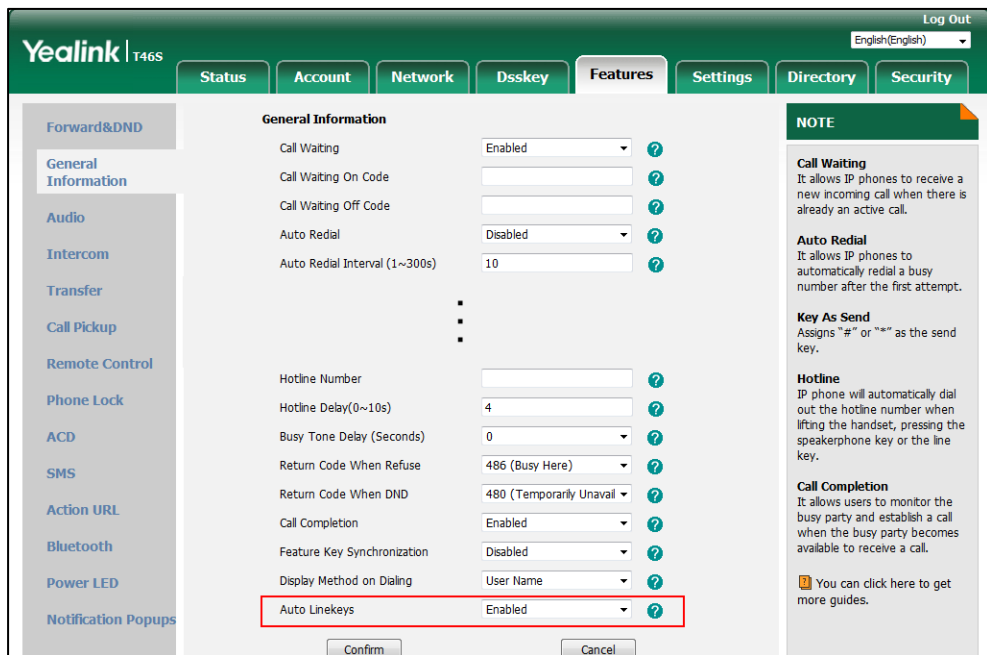 Log Out
English(English)
Yealink | T46S
Status Account Network Dsskey Features Settings Directory Security
Forward&DND
General
Information
Audio
Intercom
Transfer
Call Pickup
Remote Control
Phone Lock
ACD
SMS
Action URL
Bluetooth
Power LED
Notification Popups
General Information
Call Waiting Enabled ?
Call Waiting On Code ?
Call Waiting Off Code ?
Auto Redial Disabled ?
Auto Redial Interval (1~300s) 10 ?
Hotline Number ?
Hotline Delay(0~10s) 4 ?
Busy Tone Delay (Seconds) 0 ?
Return Code When Refuse 486 (Busy Here) ?
Return Code When DND 480 (Temporarily Unavail ?
Call Completion Enabled ?
Feature Key Synchronization Disabled ?
Display Method on Dialing User Name ?
Auto Linekeys Enabled ?
Confirm Cancel
NOTE
Call Waiting
It allows IP phones to receive a
new incoming call when there is
already an active call.
Auto Redial
It allows IP phones to
automatically redial a busy
number after the first attempt.
Key As Send
Assigns "#" or "*" as the send
key.
Hotline
IP phone will automatically dial
out the hotline number when
lifting the handset, pressing the
speakerphone key or the line
key.
Call Completion
It allows users to monitor the
busy party and establish a call
when the busy party becomes
available to receive a call.
? You can click here to get
more guides.